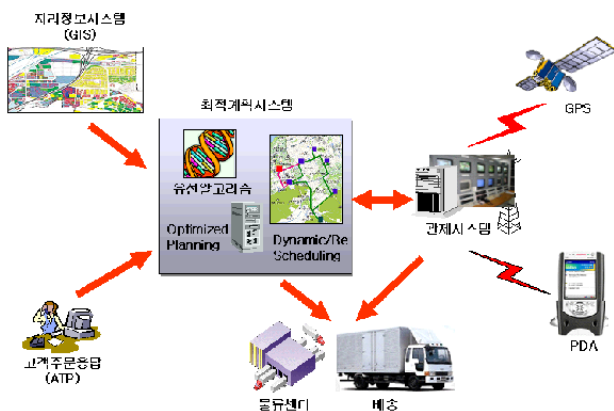 지리정보시스템
(GIS)
최적계획시스템
유전알고리즘
Optimized
Planning
Dynamic/Re
Scheduling
GPS
관제시스템
PDA
고객주문응답
(ATP)
물류센터
배송